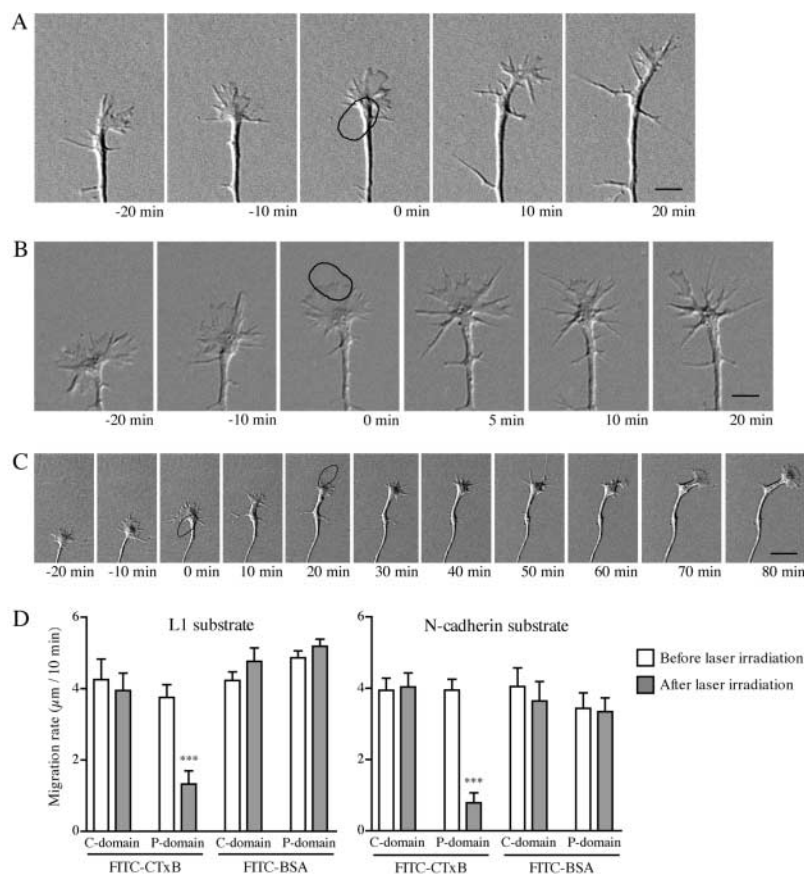 A
-20 min
-10 min
0 min
10 min
20 min
B
-20 min
-10 min
0 min
5 min
10 min
20 min
C
-20 min
-10 min
0 min
10 min
20 min
30 min
40 min
50 min
60 min
70 min
80 min
D
L1 substrate
Migration rate (µm / 10 min)
6
4
2
0
***
C-domain
P-domain
C-domain
P-domain
FITC-CTxB
FITC-BSA
N-cadherin substrate
6
4
2
0
***
C-domain
P-domain
C-domain
P-domain
FITC-CTxB
FITC-BSA
Before laser irradiation
After laser irradiation